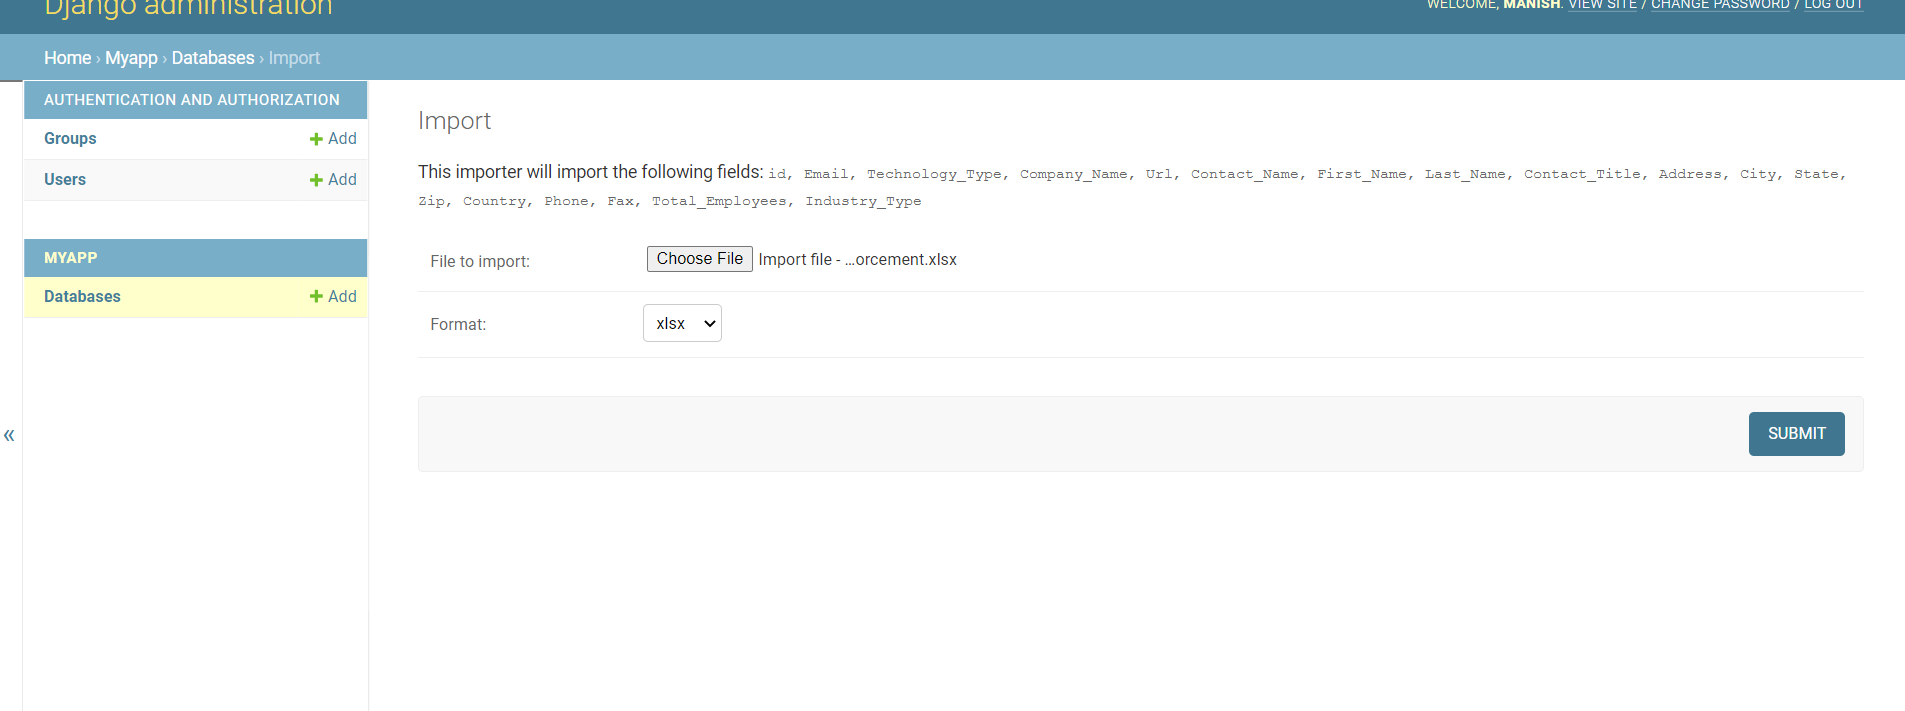 Django administration
WELCOME, MANISH. VIEW SITE / CHANGE PASSWORD / LOG OUT
Home › Myapp › Databases › Import
AUTHENTICATION AND AUTHORIZATION
Groups + Add
Users + Add
MYAPP
Databases + Add
«
Import
This importer will import the following fields: id, Email, Technology_Type, Company_Name, Url, Contact_Name, First_Name, Last_Name, Contact_Title, Address, City, State,
Zip, Country, Phone, Fax, Total_Employees, Industry_Type
File to import: Choose File Import file - ...orcement.xlsx
Format: xlsx
SUBMIT